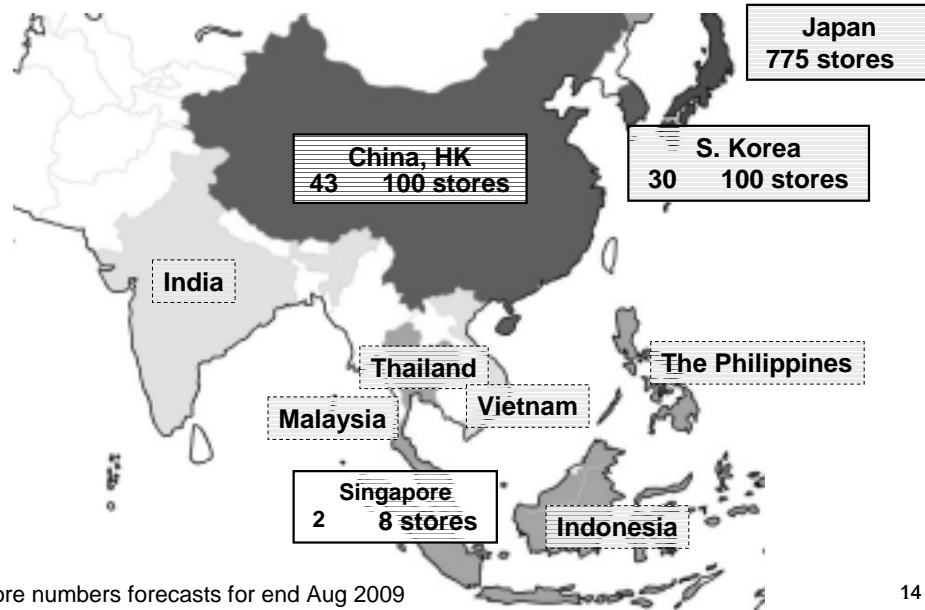 Japan
775 stores
China, HK
43 100 stores
S. Korea
30 100 stores
India
Thailand
The Philippines
Malaysia
Vietnam
Singapore
2 8 stores
Indonesia
ore numbers forecasts for end Aug 2009
14